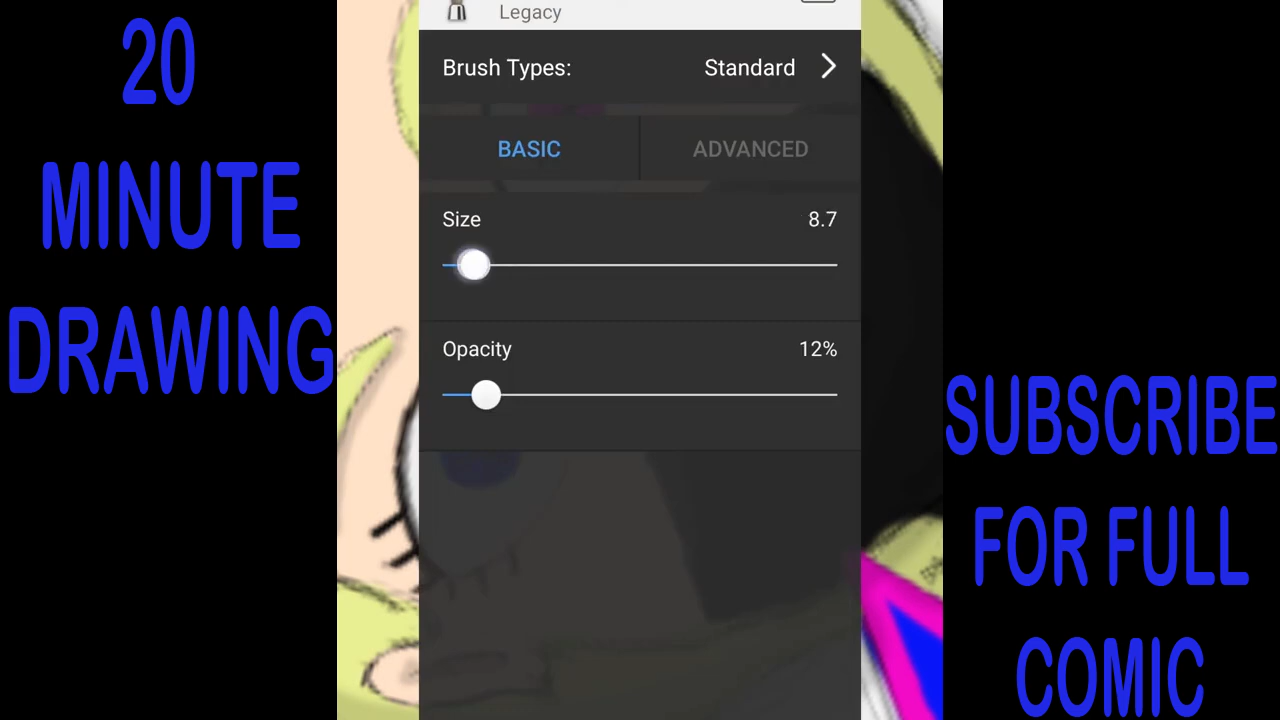 20
MINUTE
DRAWING
Legacy
Brush Types: Standard
BASIC ADVANCED
Size 8.7
Opacity 12%
SUBSCRIBE
FOR FULL
COMIC